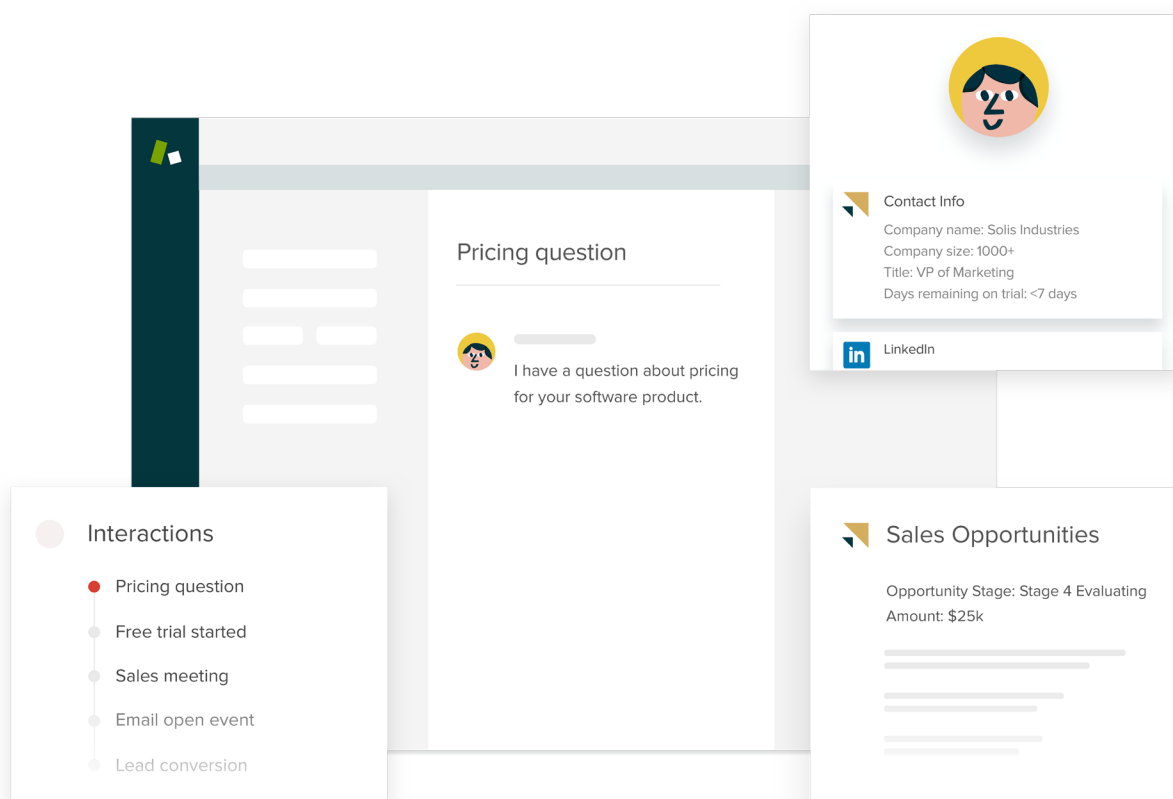 Contact Info
Company name: Solis Industries
Company size: 1000+
Title: VP of Marketing
Days remaining on trial: <7 days
in
LinkedIn
Pricing question
I have a question about pricing
for your software product.
Interactions
Pricing question
Free trial started
Sales meeting
Email open event
Lead conversion
Sales Opportunities
Opportunity Stage: Stage 4 Evaluating
Amount: $25k